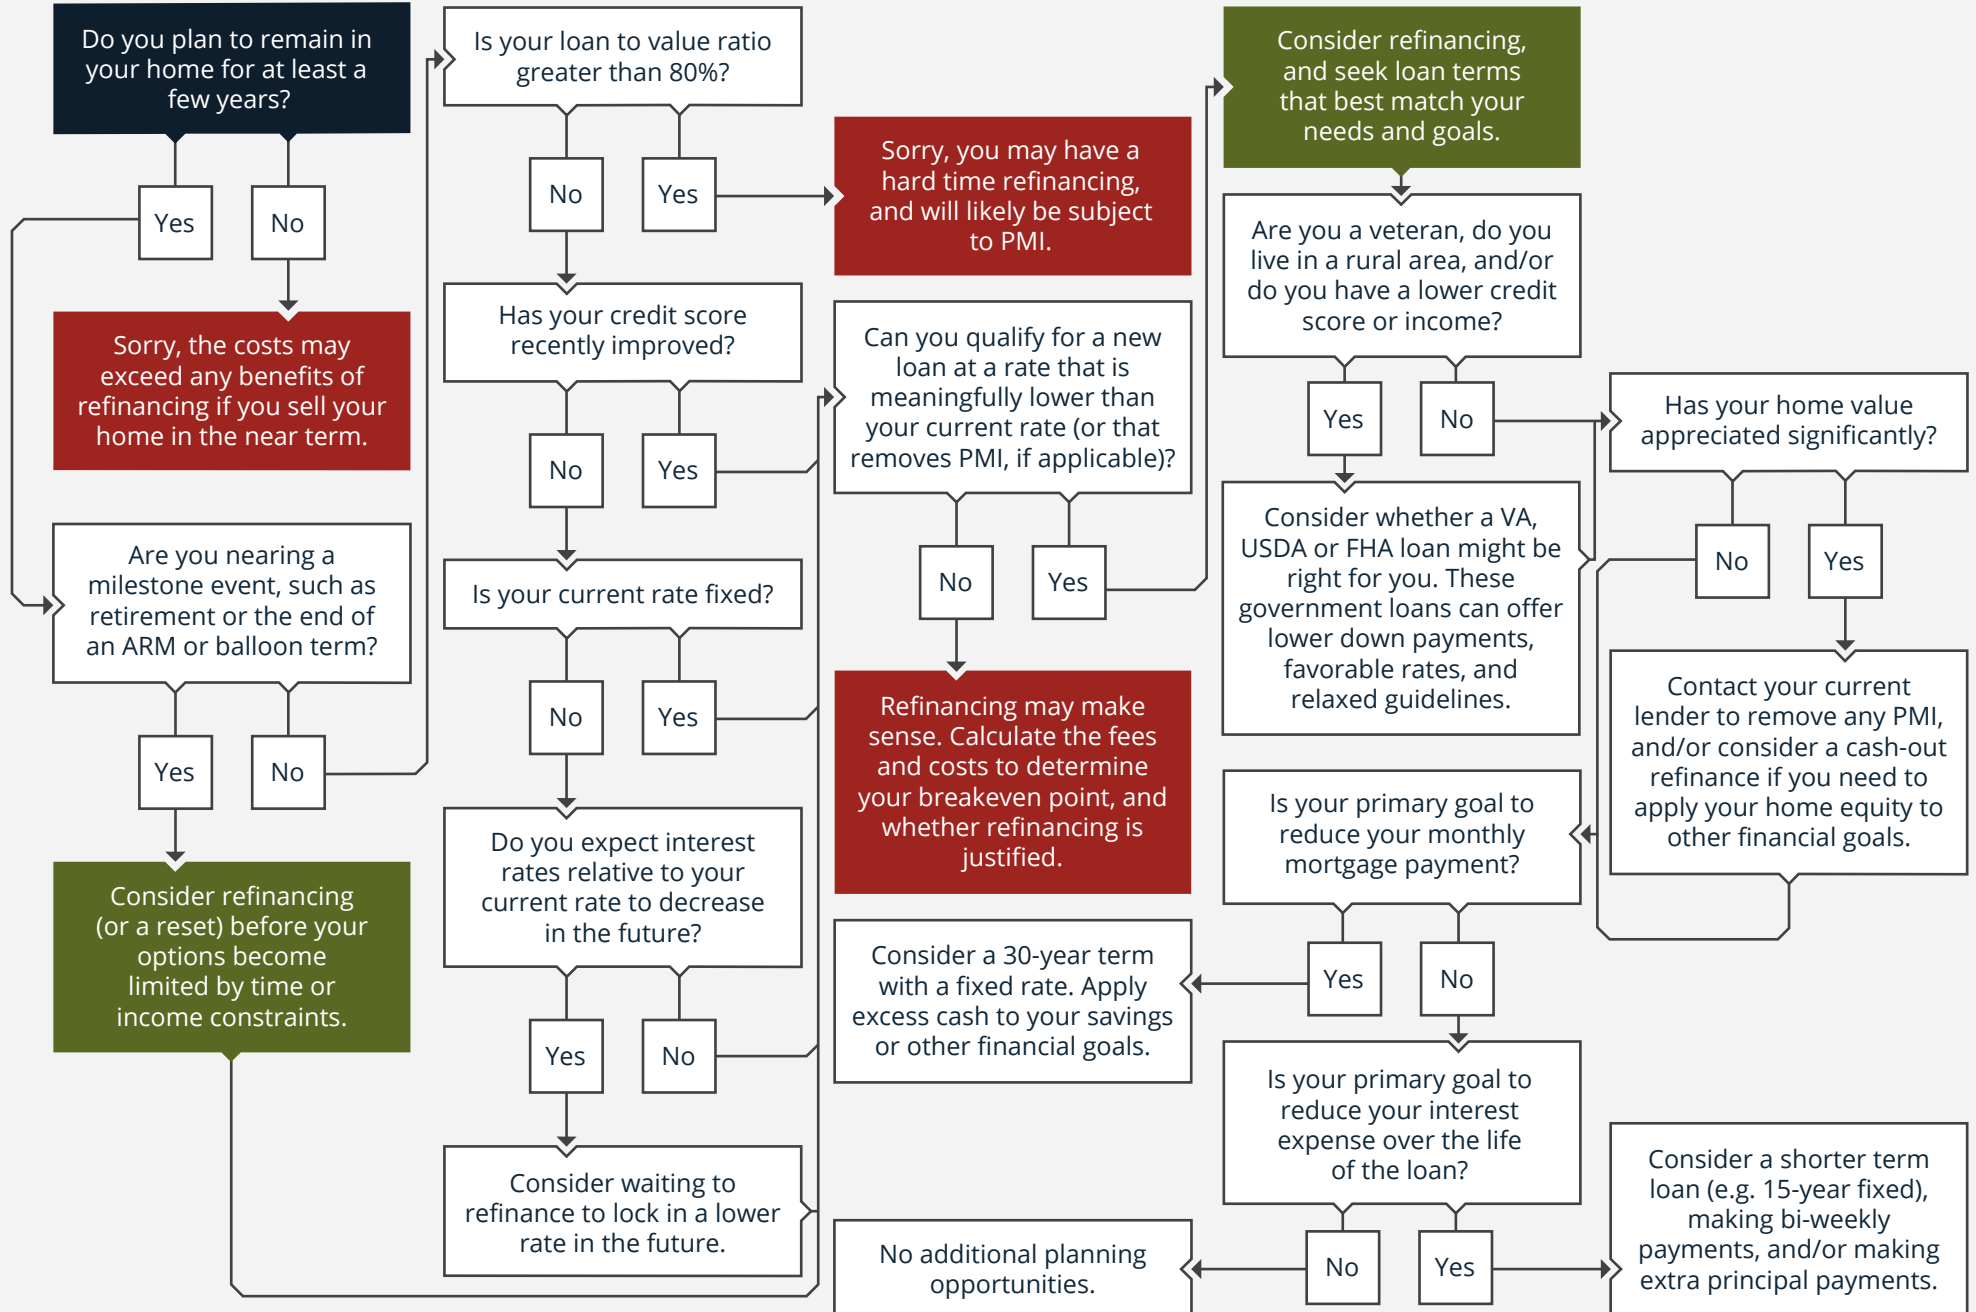 Do you plan to remain in
your home for at least a
few years?
Yes
No
Sorry, the costs may
exceed any benefits of
refinancing if you sell your
home in the near term.
Are you nearing a
milestone event, such as
retirement or the end of
an ARM or balloon term?
Yes
No
Consider refinancing
(or a reset) before your
options become
limited by time or
income constraints.
Is your loan to value ratio
greater than 80%?
No
Yes
Sorry, you may have a
hard time refinancing,
and will likely be subject
to PMI.
Has your credit score
recently improved?
No
Yes
Is your current rate fixed?
No
Yes
Do you expect interest
rates relative to your
current rate to decrease
in the future?
Yes
No
Consider waiting to
refinance to lock in a lower
rate in the future.
Can you qualify for a new
loan at a rate that is
meaningfully lower than
your current rate (or that
removes PMI, if applicable)?
No
Yes
Refinancing may make
sense. Calculate the fees
and costs to determine
your breakeven point, and
whether refinancing is
justified.
Consider refinancing,
and seek loan terms
that best match your
needs and goals.
Are you a veteran, do you
live in a rural area, and/or
do you have a lower credit
score or income?
Yes
No
Consider whether a VA,
USDA or FHA loan might be
right for you. These
government loans can offer
lower down payments,
favorable rates, and
relaxed guidelines.
Has your home value
appreciated significantly?
No
Yes
Contact your current
lender to remove any PMI,
and/or consider a cash-out
refinance if you need to
apply your home equity to
other financial goals.
Is your primary goal to
reduce your monthly
mortgage payment?
Yes
No
Consider a 30-year term
with a fixed rate. Apply
excess cash to your savings
or other financial goals.
Is your primary goal to
reduce your interest
expense over the life
of the loan?
No
Yes
No additional planning
opportunities.
Consider a shorter term
loan (e.g. 15-year fixed),
making bi-weekly
payments, and/or making
extra principal payments.